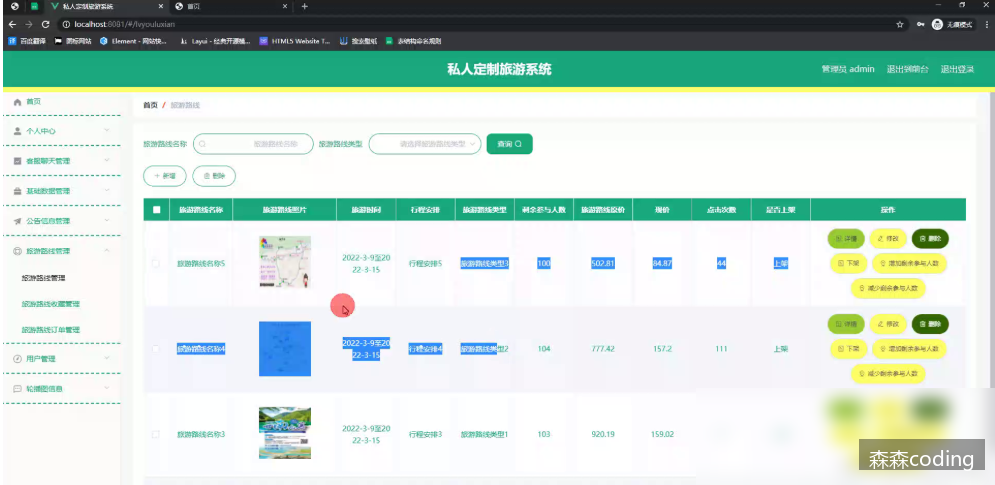 私人定制旅游系统
首页
localhost:8081/#/lvyouluxian
无痕模式
百度翻译
图标网站
Element - 网站快...
Layui - 经典开源模...
HTML5 Website T...
搜索壁纸
表结构命名规则
私人定制旅游系统
管理员 admin
退出到前台
退出登录
首页
个人中心
客服聊天管理
基础数据管理
公告信息管理
旅游路线管理
旅游路线管理
旅游路线收藏管理
旅游路线订单管理
用户管理
轮播图信息
首页 / 旅游路线
旅游路线名称 旅游路线名称 旅游路线类型 请选择旅游路线类型 查询
+ 新增 删除
旅游路线名称 旅游路线照片 旅游时间 行程安排 旅游路线类型 剩余参与人数 旅游路线原价 现价 点击次数 是否上架 操作
旅游路线名称5 2022-3-9至2022-3-15 行程安排5 旅游路线类型3 100 502.81 84.87 44 上架
详情 修改 删除
下架 增加剩余参与人数
减少剩余参与人数
旅游路线名称4 2022-3-9至2022-3-15 行程安排4 旅游路线类型2 104 777.42 157.2 111 上架
详情 修改 删除
下架 增加剩余参与人数
减少剩余参与人数
旅游路线名称3 2022-3-9至2022-3-15 行程安排3 旅游路线类型1 103 920.19 159.02
森森coding